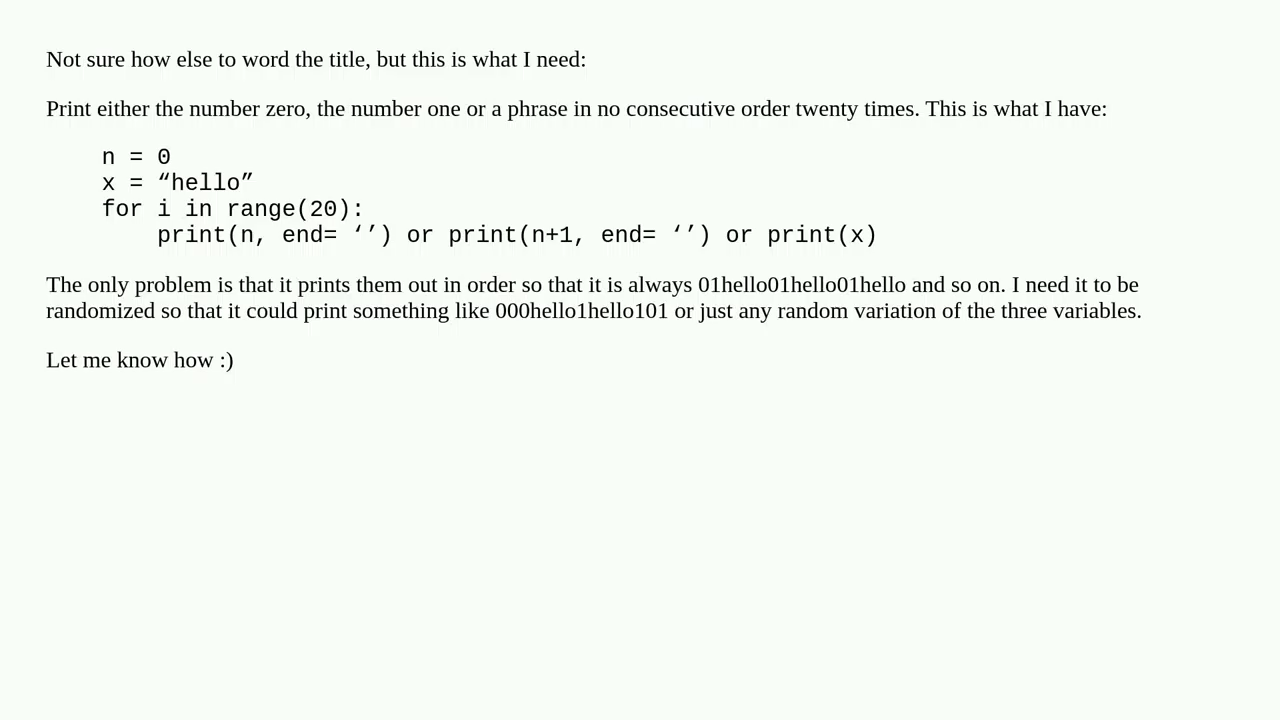 Not sure how else to word the title, but this is what I need:
Print either the number zero, the number one or a phrase in no consecutive order twenty times. This is what I have:
n = 0
x = “hello”
for i in range(20):
    print(n, end= ‘’) or print(n+1, end= ‘’) or print(x)
The only problem is that it prints them out in order so that it is always 01hello01hello01hello and so on. I need it to be
randomized so that it could print something like 000hello1hello101 or just any random variation of the three variables.
Let me know how :)